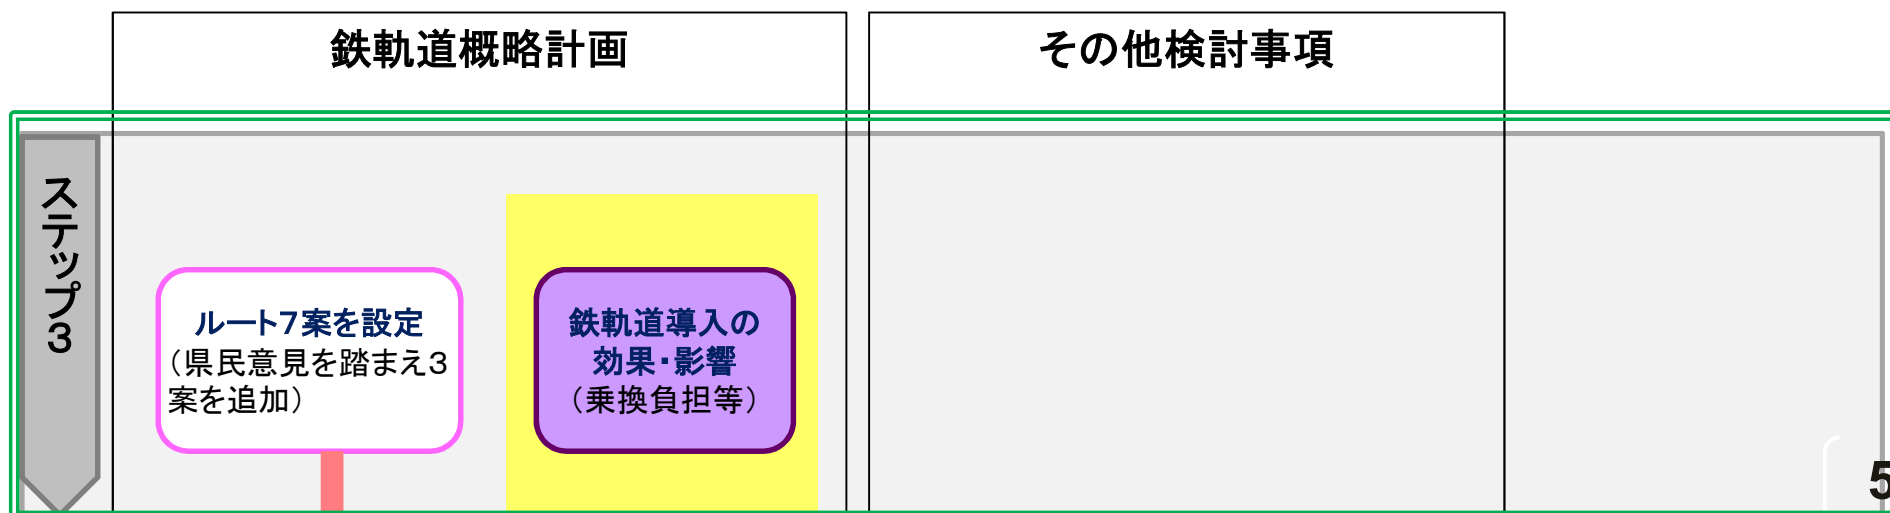 鉄軌道概略計画
その他検討事項
ステップ3
ルート7案を設定
（県民意見を踏まえ3
案を追加）
鉄軌道導入の
効果・影響
（乗換負担等）
5